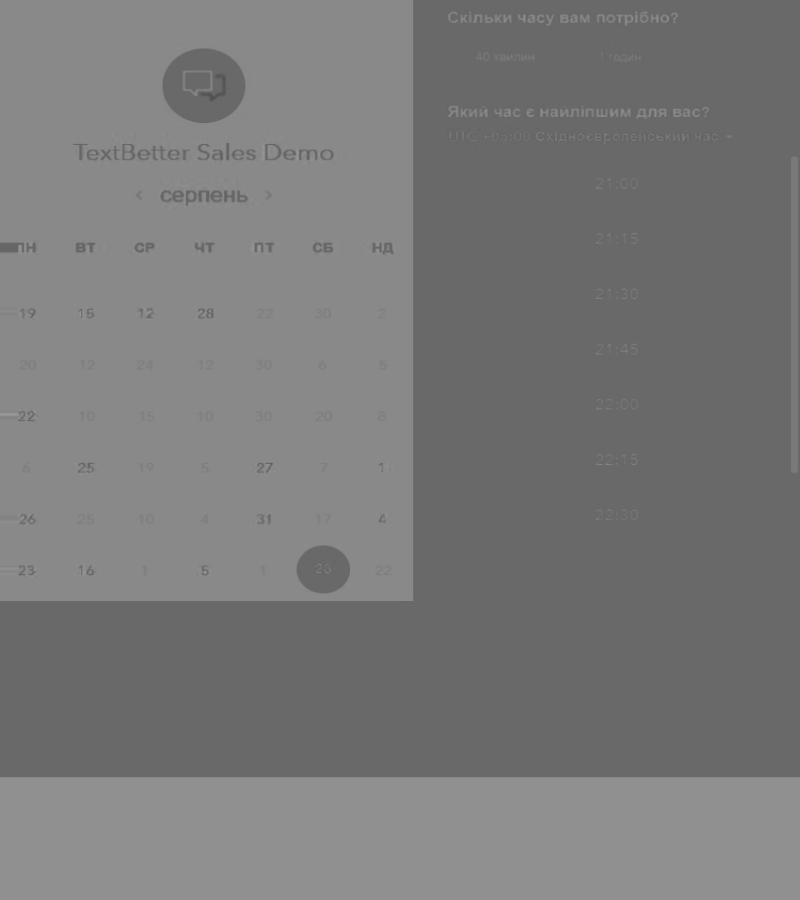 TextBetter Sales Demo
‹ серпень ›
ПН ВТ СР ЧТ ПТ СБ НД
19 15 12 28 22 30 2
20 12 24 12 30 6 5
22 10 15 10 30 20 8
6 25 19 5 27 7 1
26 25 10 4 31 17 4
23 16 1 5 1 23 22
Скільки часу вам потрібно?
40 хвилин 1 годин
Який час є найліпшим для вас?
Східноєвропейський час
21:00
21:15
21:30
21:45
22:00
22:15
22:30